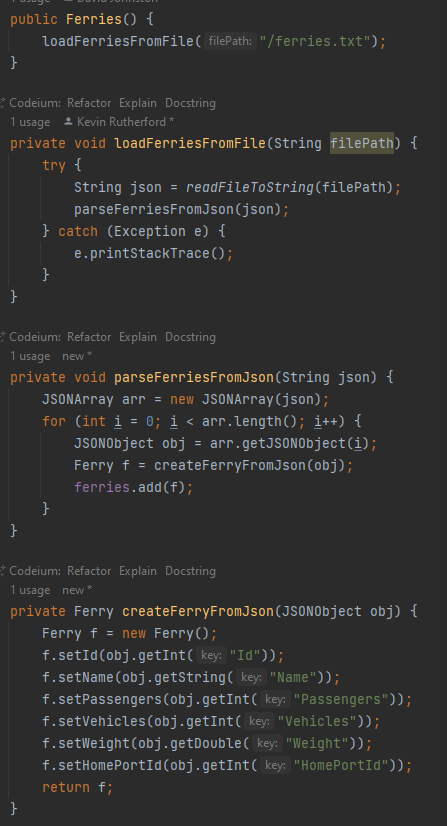 David Johnston
public Ferries() {
loadFerriesFromFile( filePath: "/ferries.txt");
}
Codeium: Refactor Explain Docstring
1 usage Kevin Rutherford *
private void loadFerriesFromFile(String filePath) {
try {
String json = readFileToString(filePath);
parseFerriesFromJson(json);
} catch (Exception e) {
e.printStackTrace();
}
}
Codeium: Refactor Explain Docstring
1 usage new *
private void parseFerriesFromJson(String json) {
JSONArray arr = new JSONArray(json);
for (int i = 0; i < arr.length(); i++) {
JSONObject obj = arr.getJSONObject(i);
Ferry f = createFerryFromJson(obj);
ferries.add(f);
}
}
Codeium: Refactor Explain Docstring
1 usage new *
private Ferry createFerryFromJson(JSONObject obj) {
Ferry f = new Ferry();
f.setId(obj.getInt( key: "Id"));
f.setName(obj.getString( key: "Name"));
f.setPassengers(obj.getInt( key: "Passengers"));
f.setVehicles(obj.getInt( key: "Vehicles"));
f.setWeight(obj.getDouble( key: "Weight"));
f.setHomePortId(obj.getInt( key: "HomePortId"));
return f;
}